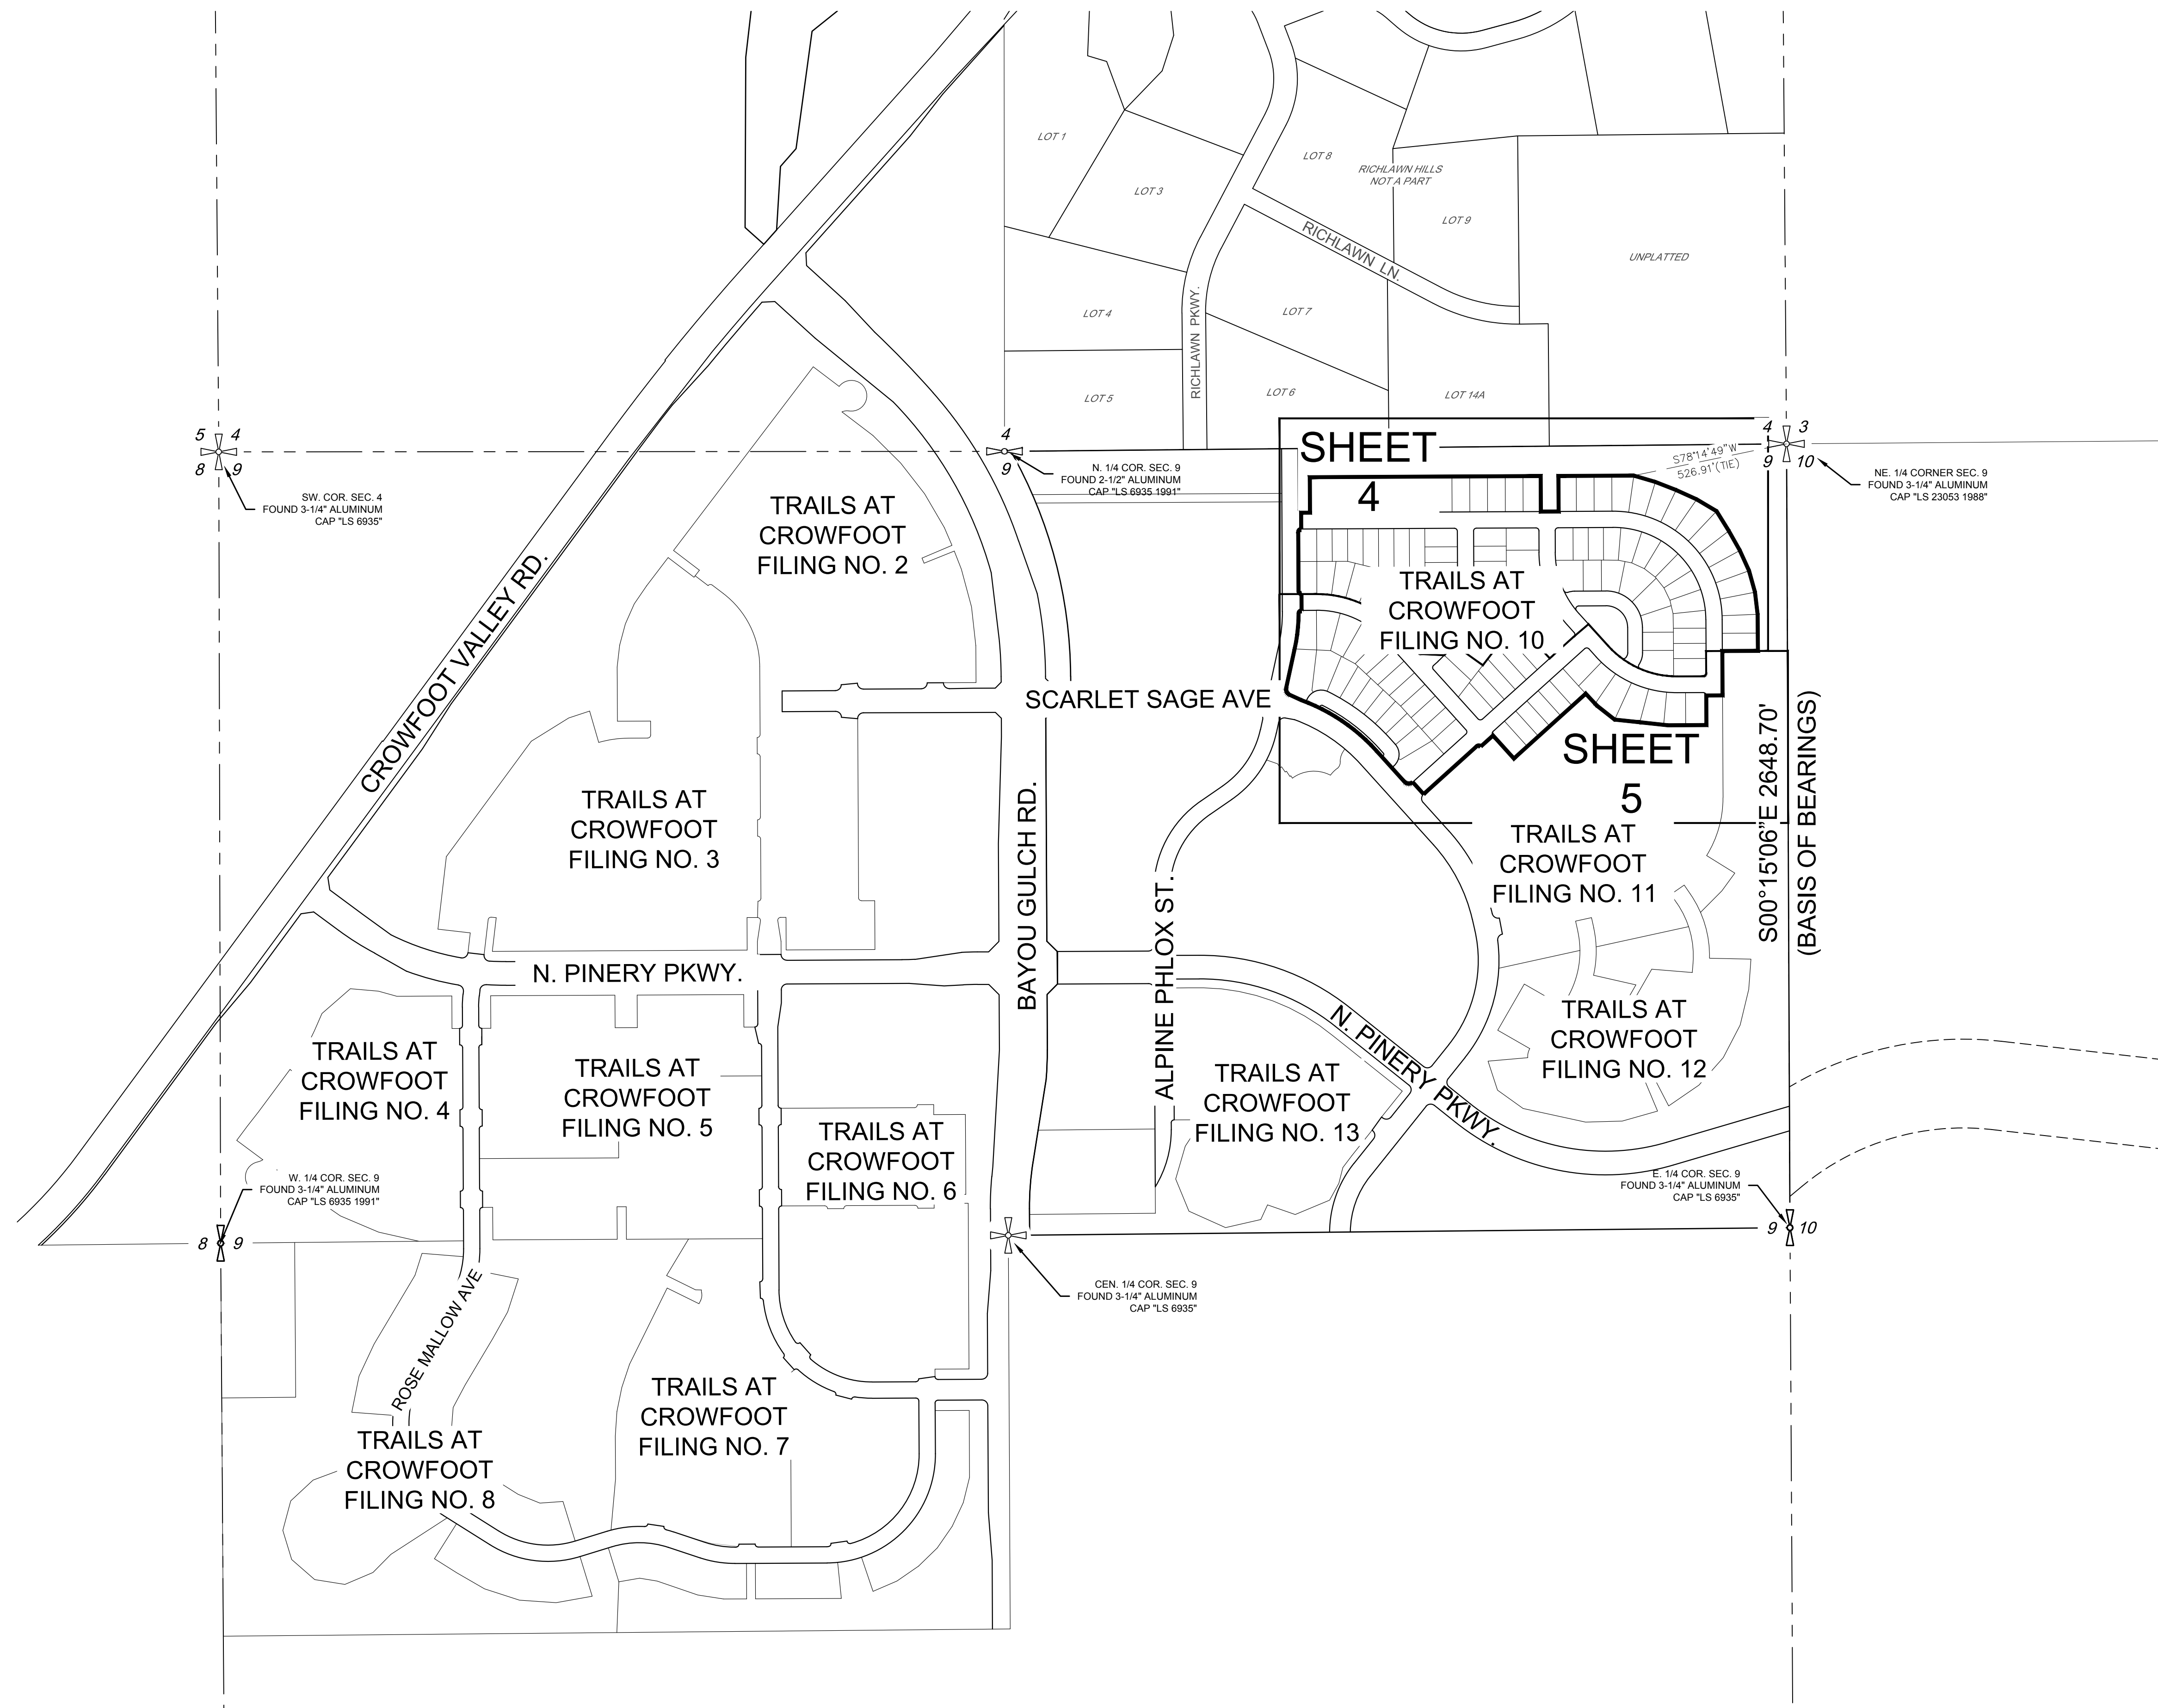 LOT 1
LOT 3
LOT 8
RICHLAWN HILLS
NOT A PART
LOT 9
RICHLAWN LN.
UNPLATTED
RICHLAWN PKWY.
LOT 4
LOT 7
LOT 5
LOT 6
LOT 14A
5 4
8 9
SW. COR. SEC. 4
FOUND 3-1/4" ALUMINUM
CAP "LS 6935"
4
9
N. 1/4 COR. SEC. 9
FOUND 2-1/2" ALUMINUM
CAP "LS 6935 1991"
SHEET
4
S78°14'49"W
526.91'(TIE)
4 3
9 10
NE. 1/4 CORNER SEC. 9
FOUND 3-1/4" ALUMINUM
CAP "LS 23053 1988"
TRAILS AT
CROWFOOT
FILING NO. 2
CROWFOOT VALLEY RD.
TRAILS AT
CROWFOOT
FILING NO. 10
SCARLET SAGE AVE
SHEET
5
S00°15'06"E 2648.70'
(BASIS OF BEARINGS)
TRAILS AT
CROWFOOT
FILING NO. 3
BAYOU GULCH RD.
ALPINE PHLOX ST.
TRAILS AT
CROWFOOT
FILING NO. 11
N. PINERY PKWY.
N. PINERY PKWY.
TRAILS AT
CROWFOOT
FILING NO. 12
TRAILS AT
CROWFOOT
FILING NO. 4
TRAILS AT
CROWFOOT
FILING NO. 5
TRAILS AT
CROWFOOT
FILING NO. 6
TRAILS AT
CROWFOOT
FILING NO. 13
W. 1/4 COR. SEC. 9
FOUND 3-1/4" ALUMINUM
CAP "LS 6935 1991"
8 9
E. 1/4 COR. SEC. 9
FOUND 3-1/4" ALUMINUM
CAP "LS 6935"
9 10
CEN. 1/4 COR. SEC. 9
FOUND 3-1/4" ALUMINUM
CAP "LS 6935"
ROSE MALLOW AVE
TRAILS AT
CROWFOOT
FILING NO. 7
TRAILS AT
CROWFOOT
FILING NO. 8